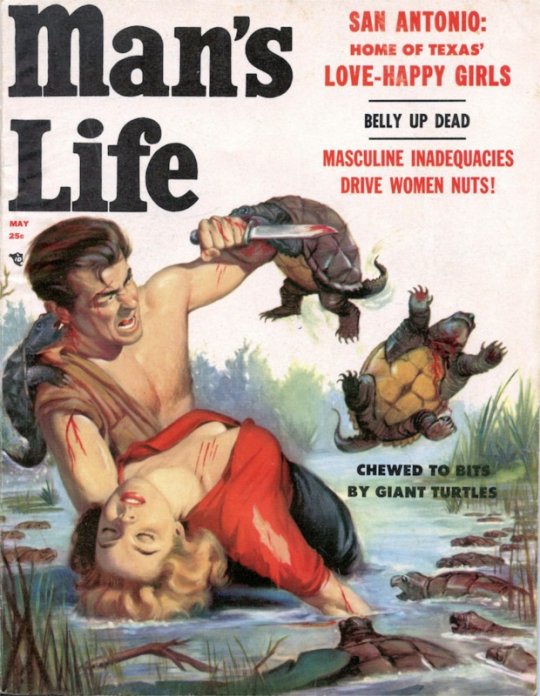 Man's
Life
MAY
25¢
SAN ANTONIO:
HOME OF TEXAS'
LOVE-HAPPY GIRLS
BELLY UP DEAD
MASCULINE INADEQUACIES
DRIVE WOMEN NUTS!
CHEWED TO BITS
BY GIANT TURTLES